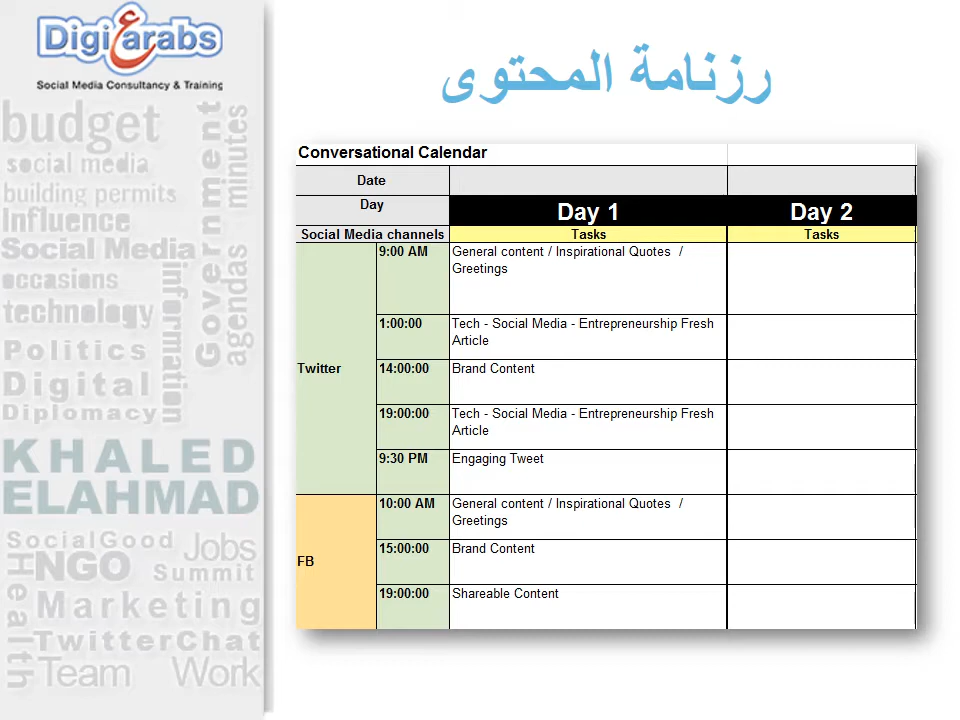 Digi عarabs
Social Media Consultancy & Training
budget
social media
building permits
Influence
Social Media
occasions
technology
Politics
Digital
Diplomacy
Government
minutes
agendas
information
KHALED
ELAHMAD
SocialGood
Jobs
NGO
Summit
Health
Marketing
TwitterChat
Team Work
رزنامة المحتوى
Conversational Calendar
Date
Day
Day 1
Day 2
Social Media channels
Tasks
Tasks
Twitter
9:00 AM
General content / Inspirational Quotes /
Greetings
1:00:00
Tech - Social Media - Entrepreneurship Fresh
Article
14:00:00
Brand Content
19:00:00
Tech - Social Media - Entrepreneurship Fresh
Article
9:30 PM
Engaging Tweet
FB
10:00 AM
General content / Inspirational Quotes /
Greetings
15:00:00
Brand Content
19:00:00
Shareable Content